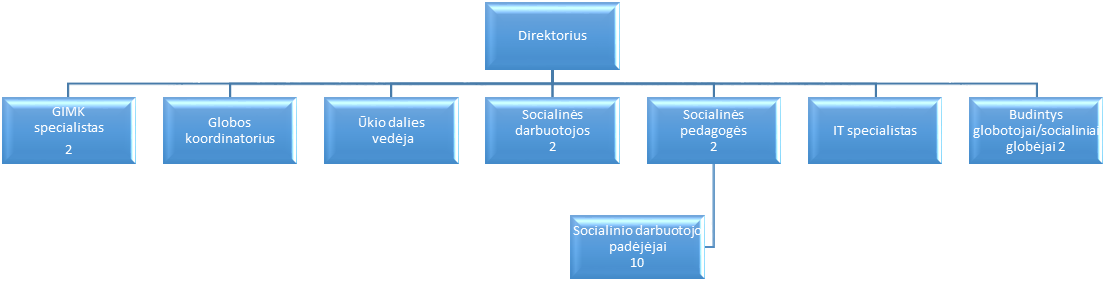 Direktorius
GIMK
specialistas
2
Globos
koordinatorius
Ūkio dalies
vedėja
Socialinės
darbuotojos
2
Socialinės
pedagogės
2
IT specialistas
Budintys
globotojai/socialiniai
globėjai 2
Socialinio darbuotojo
padėjėjai
10